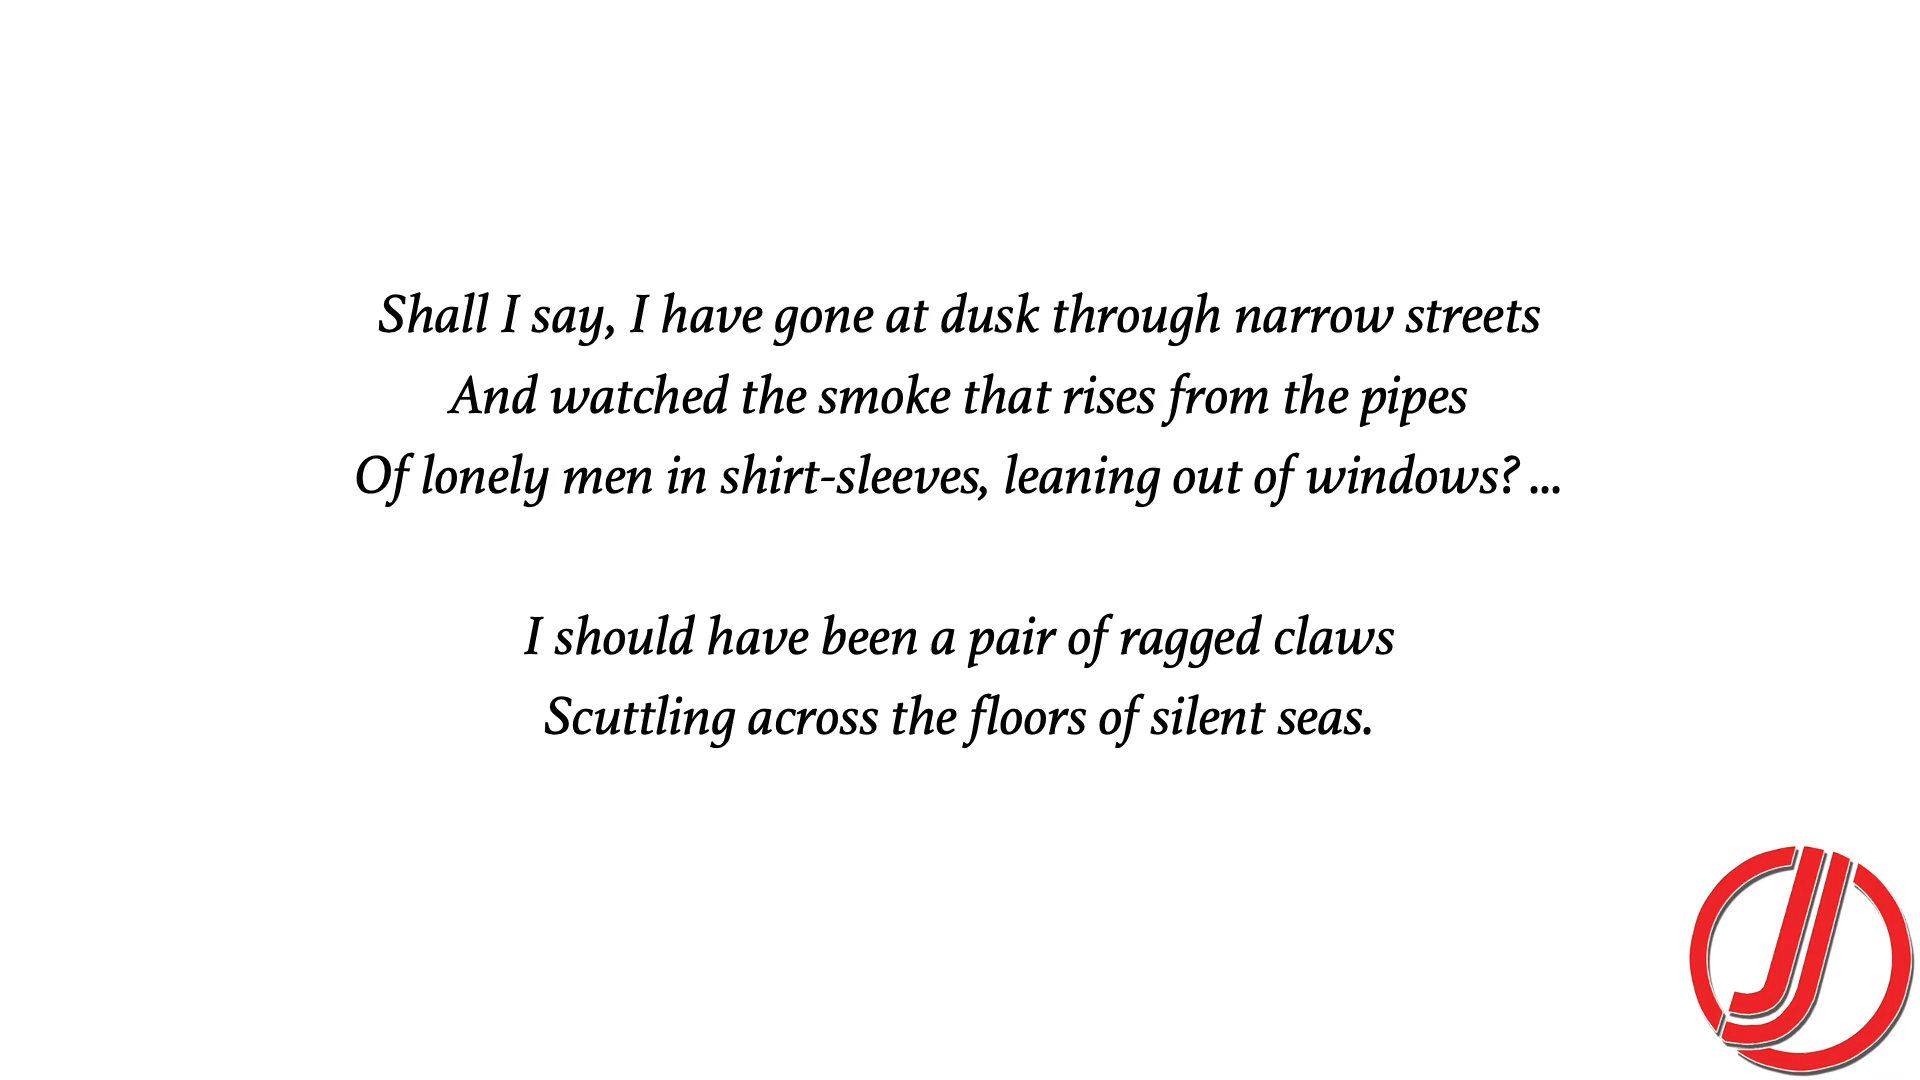 Shall I say, I have gone at dusk through narrow streets
And watched the smoke that rises from the pipes
Of lonely men in shirt-sleeves, leaning out of windows? ...
I should have been a pair of ragged claws
Scuttling across the floors of silent seas.